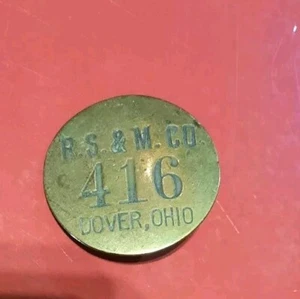 R.S. & M. CO
416
DOVER, OHIO